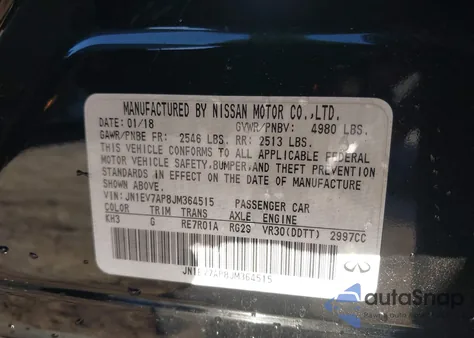 MANUFACTURED BY NISSAN MOTOR CO.,LTD.
DATE: 01/18 GVWR/PNBV: 4980 LBS.
GAWR/PNBE FR: 2546 LBS. RR: 2513 LBS.
THIS VEHICLE CONFORMS TO ALL APPLICABLE FEDERAL
MOTOR VEHICLE SAFETY,BUMPER,AND THEFT PREVENTION
STANDARDS IN EFFECT ON THE DATE OF MANUFACTURE
SHOWN ABOVE.
VIN: JN1EV7AP8JM364515 PASSENGER CAR
COLOR TRIM TRANS AXLE ENGINE
KH3 G RE7R01A RG29 VR30(DDTT) 2997CC
JN1EV7AP8JM364515
autoSnap